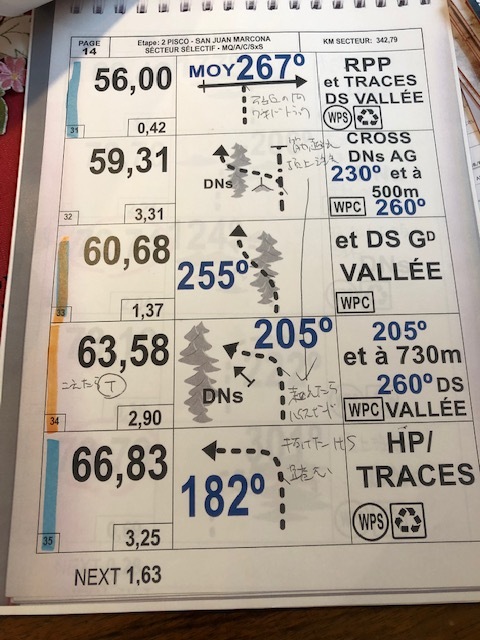 PAGE 14
Etape: 2 PISCO - SAN JUAN MARCONA
SÉCTEUR SÉLECTIF - MQ/A/C/SxS
KM SECTEUR: 342,79
56,00
31
0,42
MOY 267º
RPP
et TRACES
DS VALLÉE
WPS
59,31
32
3,31
DNs
CROSS
DNs AG
230º et à
500m
WPC 260º
60,68
33
1,37
255º
et DS Gᴰ
VALLÉE
WPC
63,58
T
34
2,90
205º
DNs
205º
et à 730m
260º DS
WPC VALLÉE
66,83
35
3,25
182º
HP/
TRACES
WPS
NEXT 1,63